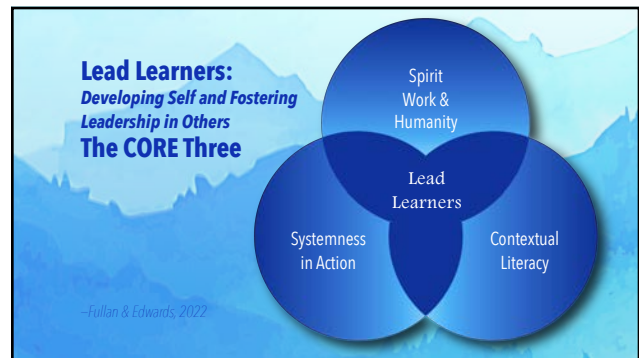 Lead Learners:
Developing Self and Fostering
Leadership in Others
The CORE Three
Spirit
Work &
Humanity
Lead
Learners
Systemness
in Action
Contextual
Literacy
–Fullan & Edwards, 2022